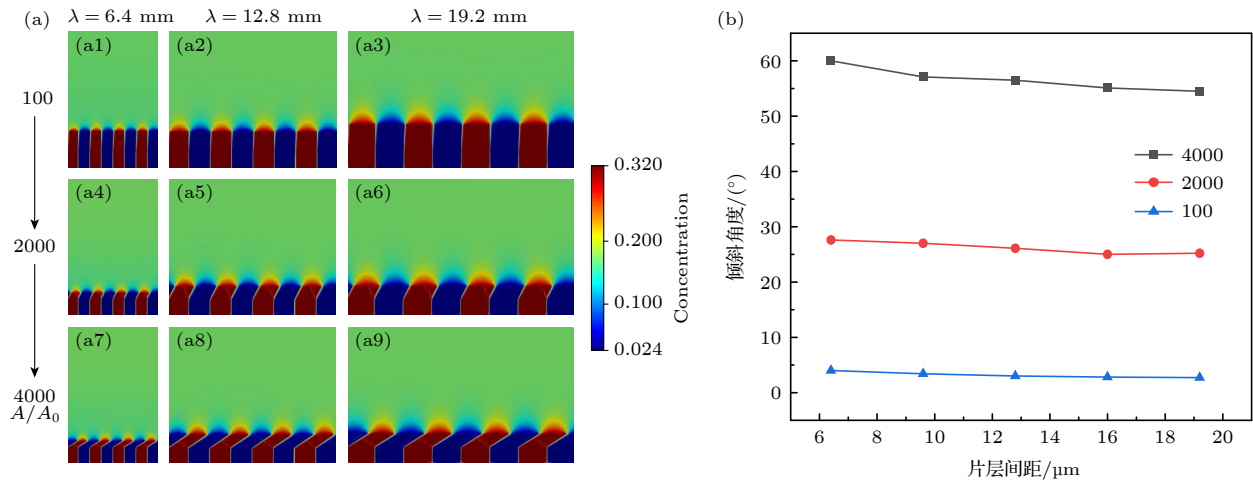 (a)
λ = 6.4 mm
λ = 12.8 mm
λ = 19.2 mm
(a1)
(a2)
(a3)
100
(a4)
(a5)
(a6)
2000
(a7)
(a8)
(a9)
4000
A/A₀
0.320
0.200
0.100
0.024
Concentration
(b)
60
50
40
30
20
10
0
倾斜角度/(°)
4000
2000
100
6
8
10
12
14
16
18
20
片层间距/µm